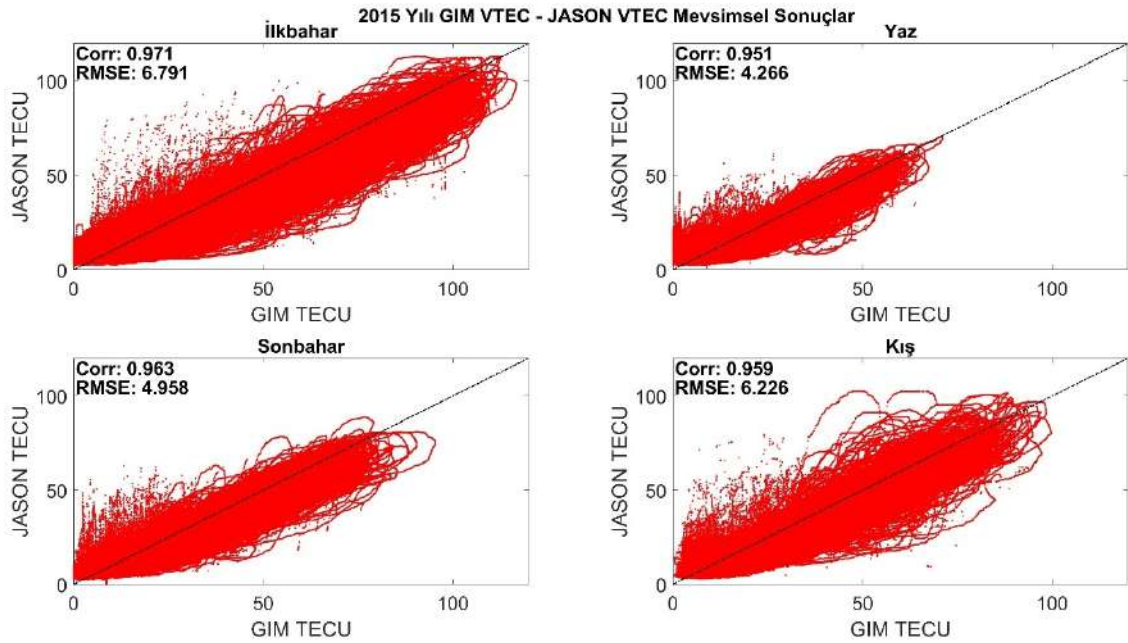 2015 Yılı GIM VTEC - JASON VTEC Mevsimsel Sonuçlar
İlkbahar
Corr: 0.971
RMSE: 6.791
100
50
0
JASON TECU
0 50 100
GIM TECU
Yaz
Corr: 0.951
RMSE: 4.266
100
50
0
JASON TECU
0 50 100
GIM TECU
Sonbahar
Corr: 0.963
RMSE: 4.958
100
50
0
JASON TECU
0 50 100
GIM TECU
Kış
Corr: 0.959
RMSE: 6.226
100
50
0
JASON TECU
0 50 100
GIM TECU